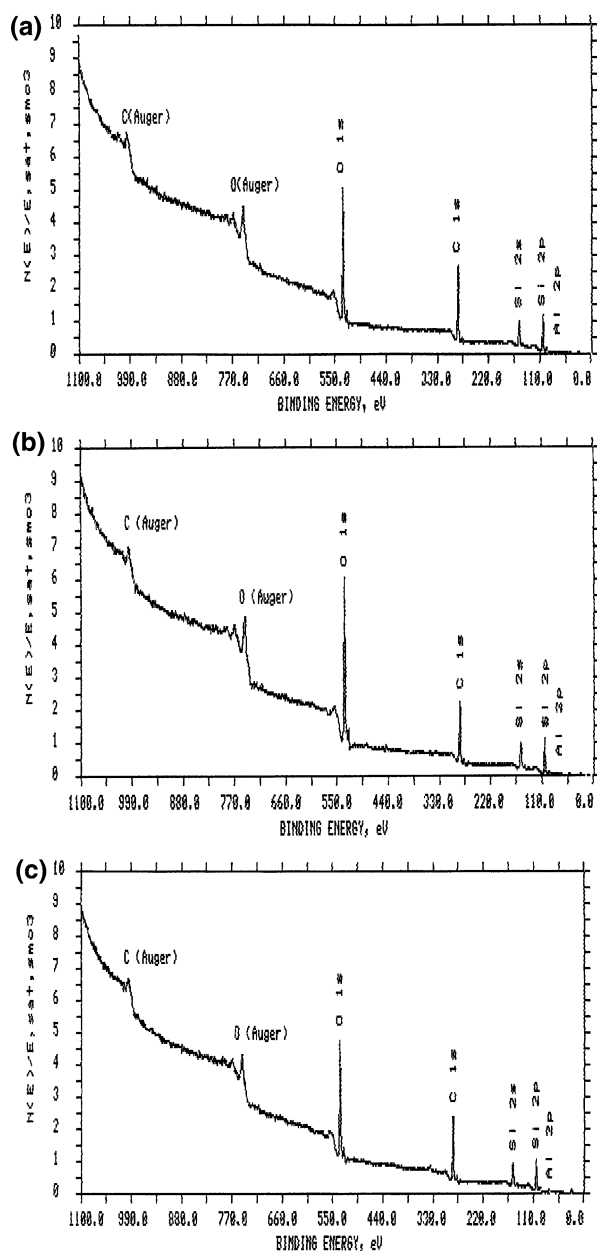 (a)
10
9
8
7
6
5
4
3
2
1
0
N(E)/E, sat, smo3
C(Auger)
O(Auger)
O 1s
C 1s
Si 2s
Si 2p
Al 2p
1100.0 990.0 880.0 770.0 660.0 550.0 440.0 330.0 220.0 110.0 0.0
BINDING ENERGY, eV
(b)
10
9
8
7
6
5
4
3
2
1
0
N(E)/E, sat, smo3
C (Auger)
O (Auger)
O 1s
C 1s
Si 2s
Si 2p
Al 2p
1100.0 990.0 880.0 770.0 660.0 550.0 440.0 330.0 220.0 110.0 0.0
BINDING ENERGY, eV
(c)
10
9
8
7
6
5
4
3
2
1
0
N(E)/E, sat, smo3
C (Auger)
O (Auger)
O 1s
C 1s
Si 2s
Si 2p
Al 2p
1100.0 990.0 880.0 770.0 660.0 550.0 440.0 330.0 220.0 110.0 0.0
BINDING ENERGY, eV